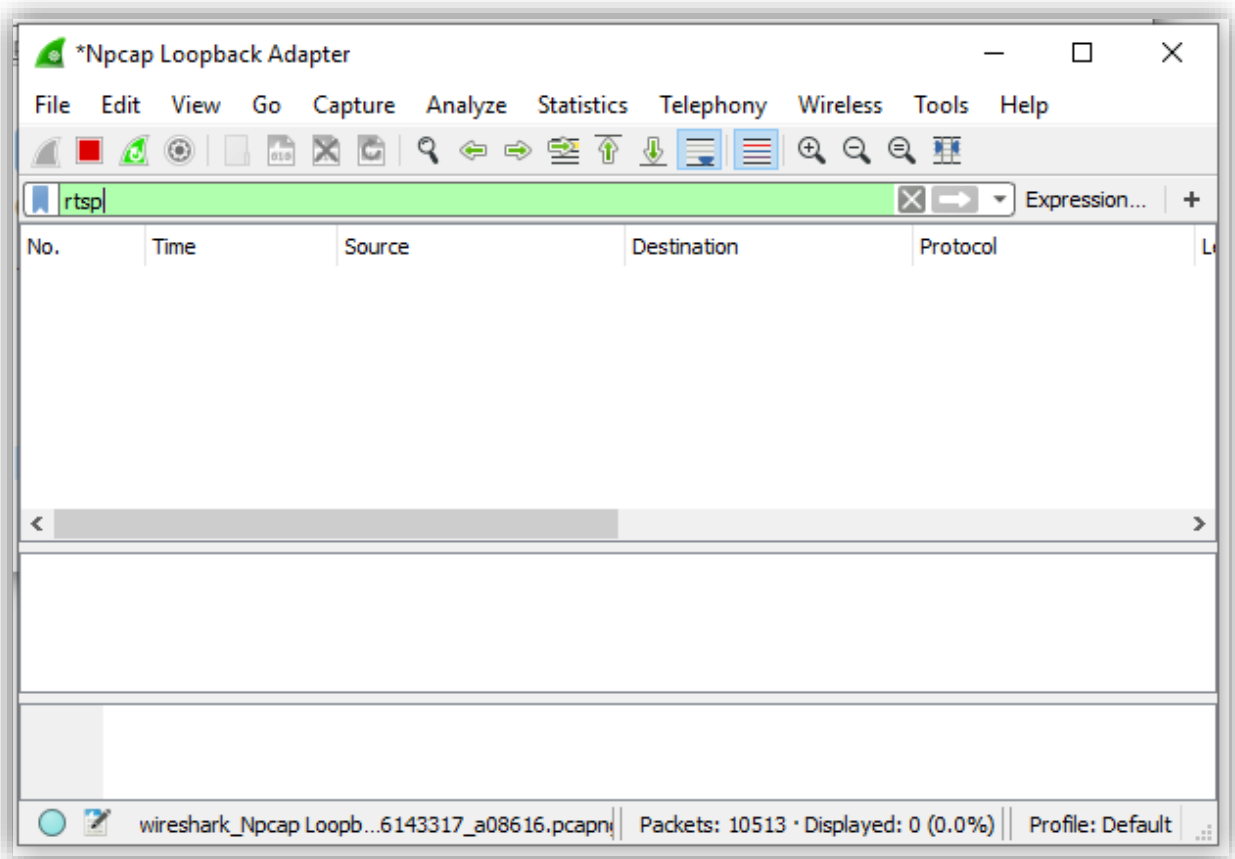 *Npcap Loopback Adapter
File Edit View Go Capture Analyze Statistics Telephony Wireless Tools Help
rtsp Expression... +
No. Time Source Destination Protocol
wireshark_Npcap Loopb...6143317_a08616.pcapn Packets: 10513 · Displayed: 0 (0.0%) Profile: Default